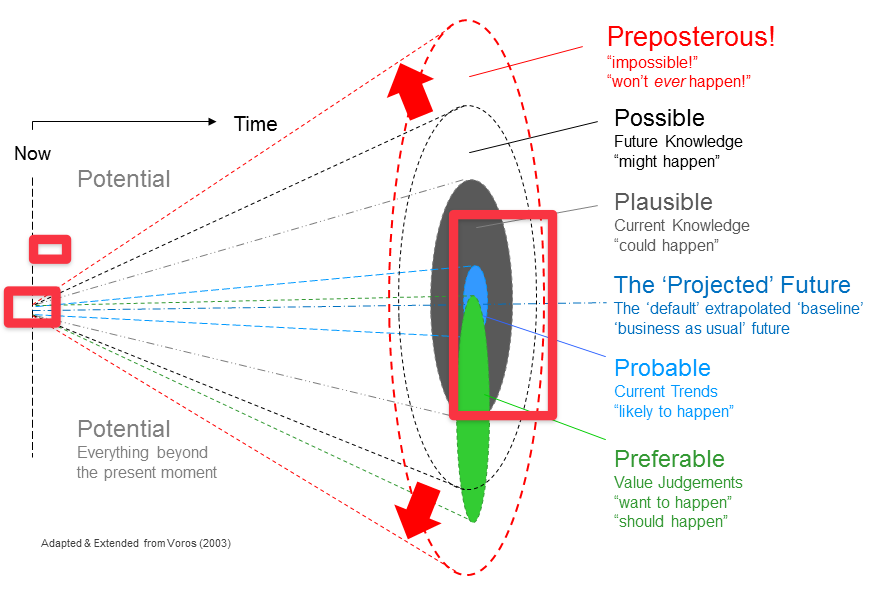 Preposterous!
“impossible!”
“won’t ever happen!”
Time
Now
Possible
Future Knowledge
“might happen”
Potential
Plausible
Current Knowledge
“could happen”
The ‘Projected’ Future
The ‘default’ extrapolated ‘baseline’
‘business as usual’ future
Probable
Current Trends
“likely to happen”
Potential
Everything beyond
the present moment
Preferable
Value Judgements
“want to happen”
“should happen”
Adapted & Extended from Voros (2003)